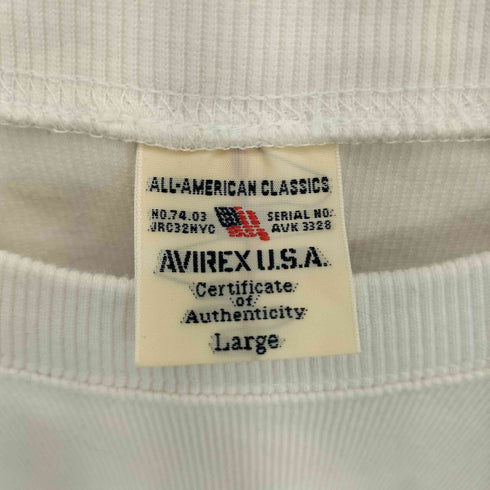 ALL-AMERICAN CLASSICS
NO.74.03 SERIAL NO:
JRC32NYC AVK 3328
AVIREX U.S.A.
Certificate
of
Authenticity
Large